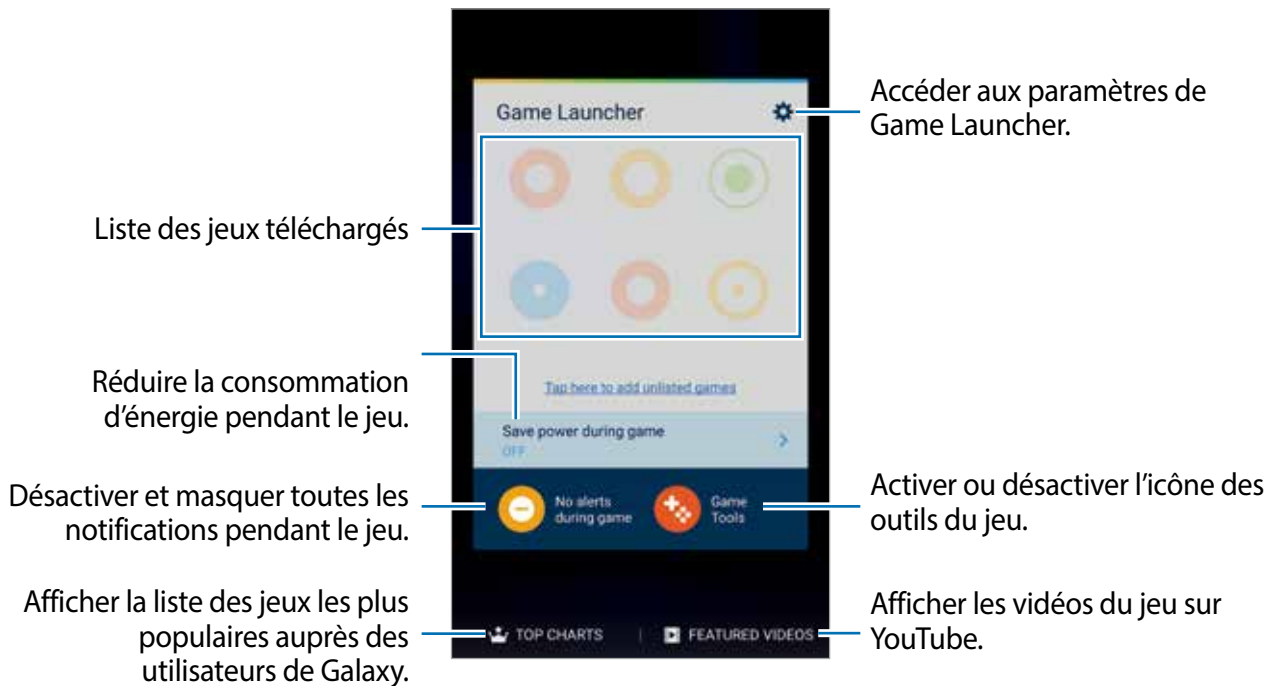 Game Launcher
Accéder aux paramètres de
Game Launcher.
Liste des jeux téléchargés
Réduire la consommation
d'énergie pendant le jeu.
Tap here to add unlisted games
Save power during game
OFF
Désactiver et masquer toutes les
notifications pendant le jeu.
No alerts
during game
Game
Tools
Activer ou désactiver l'icône des
outils du jeu.
Afficher la liste des jeux les plus
populaires auprès des
utilisateurs de Galaxy.
TOP CHARTS
FEATURED VIDEOS
Afficher les vidéos du jeu sur
YouTube.